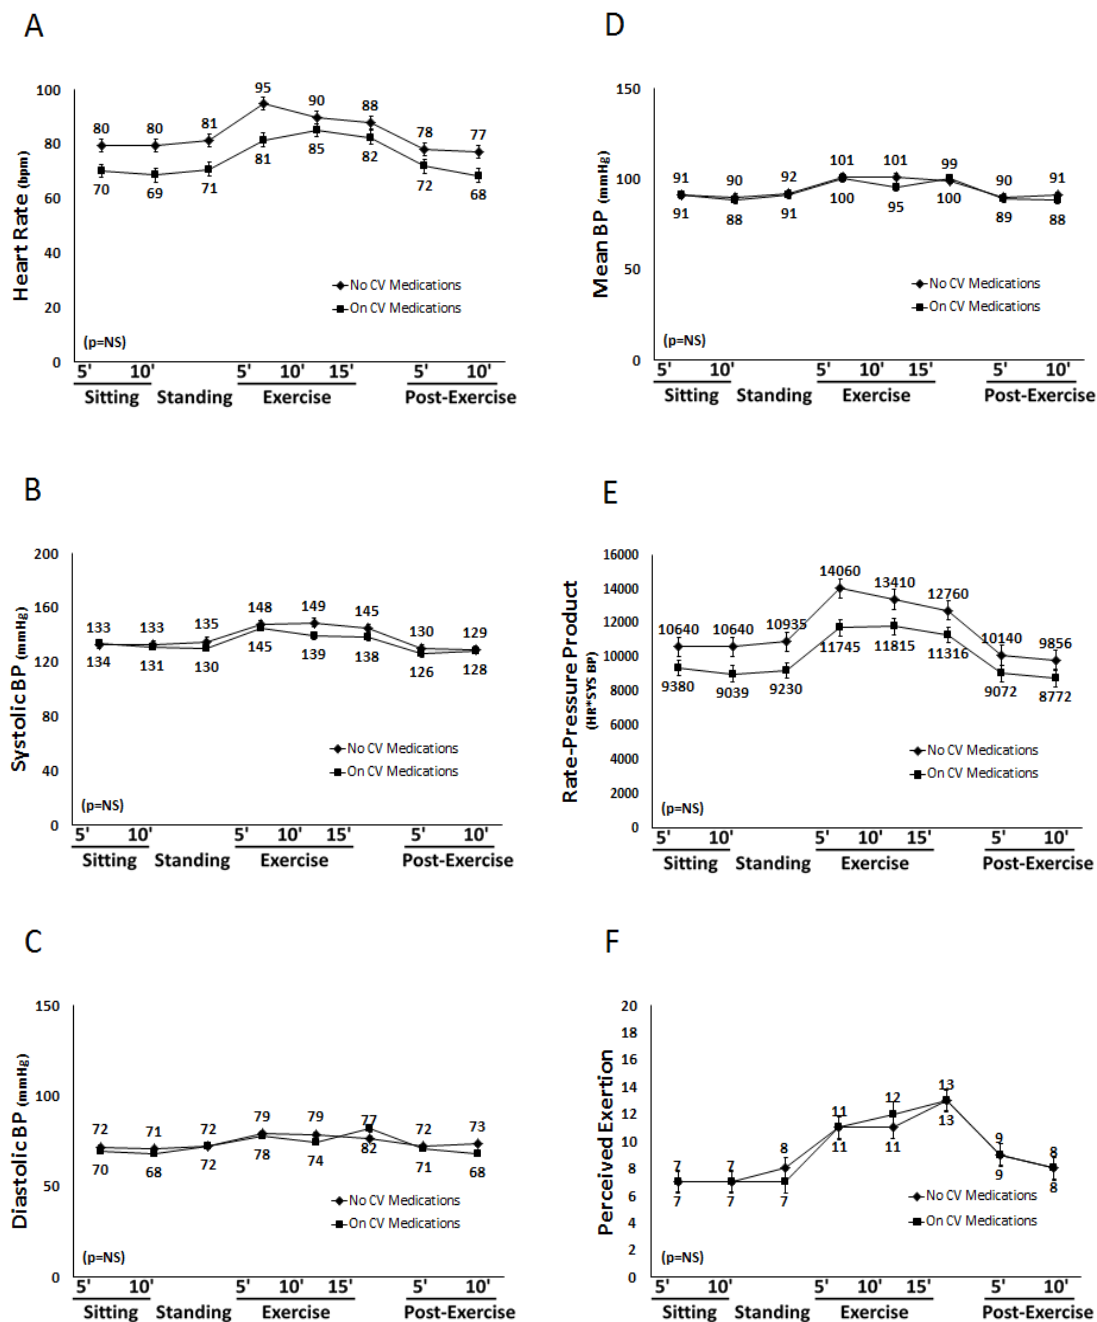 A
Heart Rate (bpm)
100
80
60
40
20
0
80 80 81 95 90 88 78 77
70 69 71 81 85 82 72 68
No CV Medications
On CV Medications
(p=NS)
5' 10' 5' 10' 15' 5' 10'
Sitting Standing Exercise Post-Exercise
B
Systolic BP (mmHg)
200
160
120
80
40
0
133 133 135 148 149 145 130 129
134 131 130 145 139 138 126 128
No CV Medications
On CV Medications
(p=NS)
5' 10' 5' 10' 15' 5' 10'
Sitting Standing Exercise Post-Exercise
C
Diastolic BP (mmHg)
150
100
50
0
72 71 72 79 79 77 72 73
70 68 72 78 74 82 71 68
No CV Medications
On CV Medications
(p=NS)
5' 10' 5' 10' 15' 5' 10'
Sitting Standing Exercise Post-Exercise
D
Mean BP (mmHg)
150
100
50
0
91 90 92 101 101 99 90 91
91 88 91 100 95 100 89 88
No CV Medications
On CV Medications
(p=NS)
5' 10' 5' 10' 15' 5' 10'
Sitting Standing Exercise Post-Exercise
E
Rate-Pressure Product
(HR*SYS BP)
16000
14000
12000
10000
8000
6000
4000
2000
0
10640 10640 10935 14060 13410 12760 10140 9856
9380 9039 9230 11745 11815 11316 9072 8772
No CV Medications
On CV Medications
(p=NS)
5' 10' 5' 10' 15' 5' 10'
Sitting Standing Exercise Post-Exercise
F
Perceived Exertion
20
18
16
14
12
10
8
6
4
2
0
7 7 8 11 12 13 9 8
7 7 7 11 11 13 9 8
No CV Medications
On CV Medications
(p=NS)
5' 10' 5' 10' 15' 5' 10'
Sitting Standing Exercise Post-Exercise